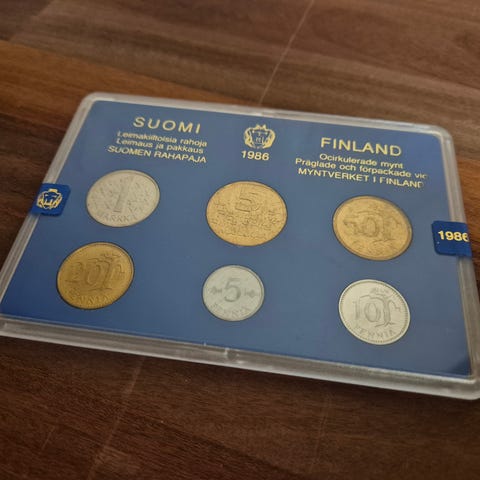 SUOMI
Leimakiiltoisia rahoja
Leimaus ja pakkaus
SUOMEN RAHAPAJA
1986
FINLAND
Ocirkulerade mynt
Präglade och förpackade vid
MYNTVERKET I FINLAND
1
MARKKA
5
50
PENNIÄ
1986
20
PENNIÄ
5
PENNIÄ
10
PENNIÄ